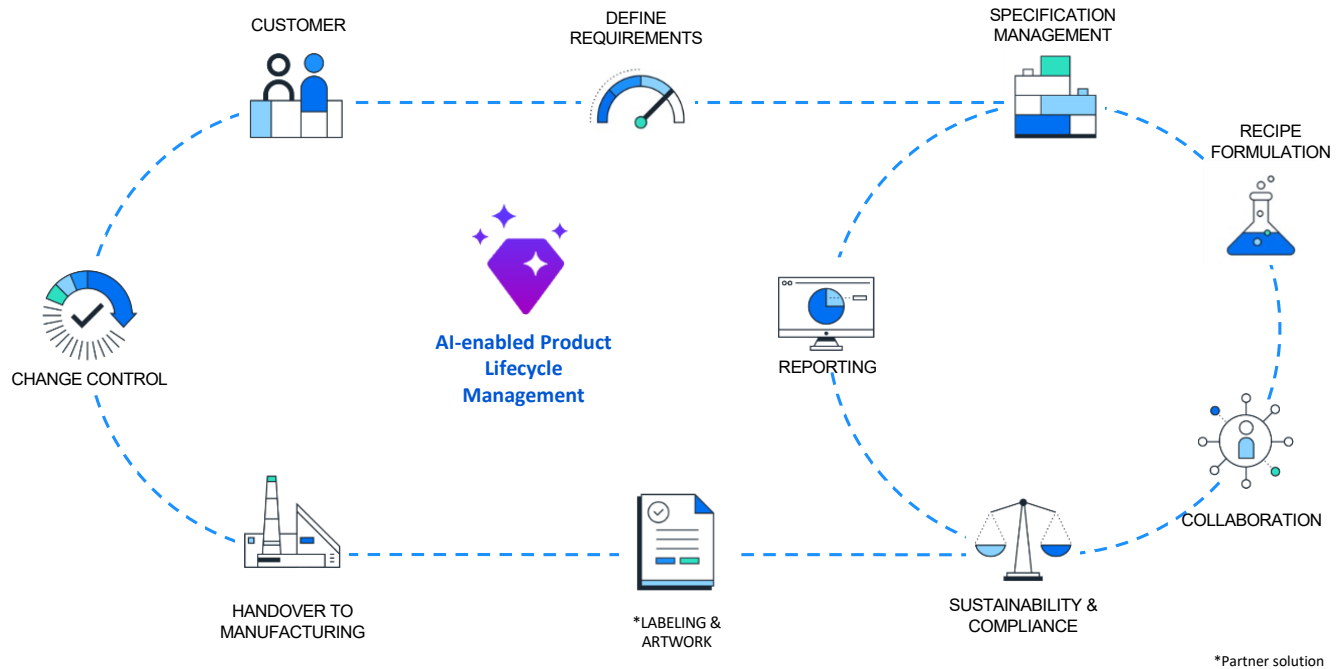 CUSTOMER
DEFINE
REQUIREMENTS
SPECIFICATION
MANAGEMENT
RECIPE
FORMULATION
AI-enabled Product
Lifecycle
Management
REPORTING
CHANGE CONTROL
COLLABORATION
HANDOVER TO
MANUFACTURING
*LABELING &
ARTWORK
SUSTAINABILITY &
COMPLIANCE
*Partner solution